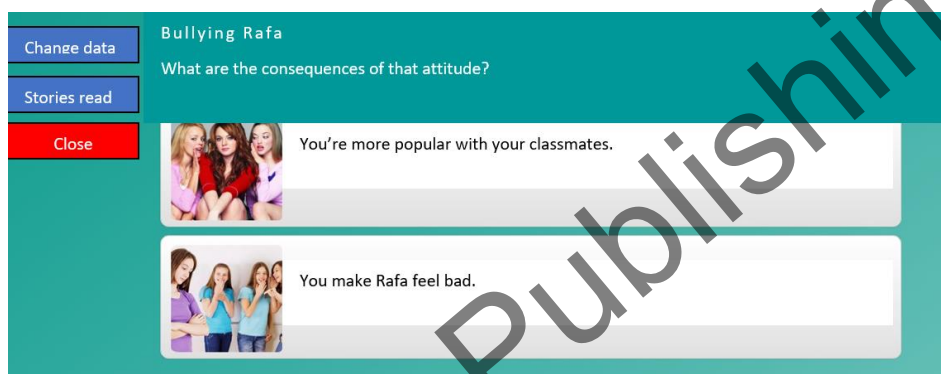 Change data
Stories read
Close
Bullying Rafa
What are the consequences of that attitude?
You're more popular with your classmates.
You make Rafa feel bad.
Publishin